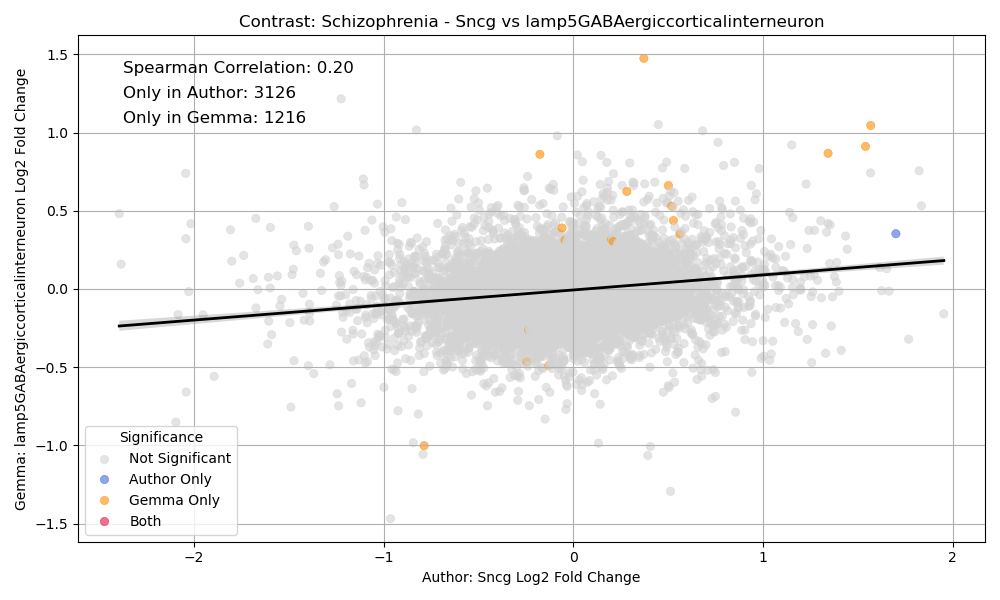 Contrast: Schizophrenia - Sncg vs lamp5GABAergiccorticalinterneuron
Gemma: lamp5GABAergiccorticalinterneuron Log2 Fold Change
1.5
1.0
0.5
0.0
−0.5
−1.0
−1.5
Spearman Correlation: 0.20
Only in Author: 3126
Only in Gemma: 1216
Significance
Not Significant
Author Only
Gemma Only
Both
−2
−1
0
1
2
Author: Sncg Log2 Fold Change